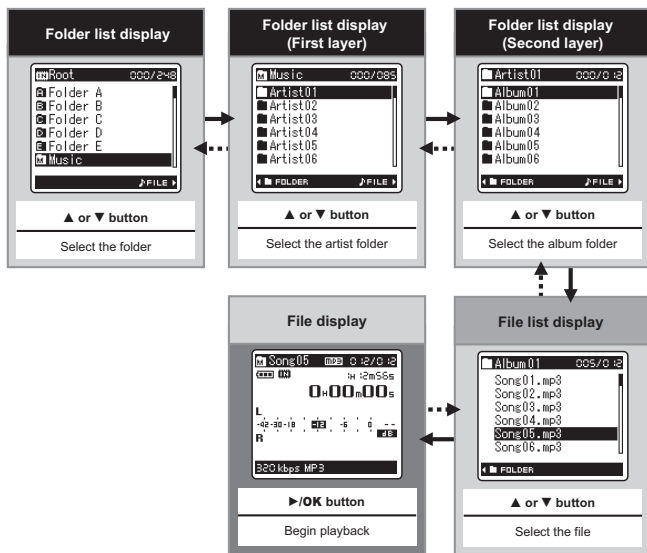 Folder list display
Root 000/248
Folder A
Folder B
Folder C
Folder D
Folder E
Music
FILE
▲ or ▼ button
Select the folder
Folder list display
(First layer)
Music 000/085
Artist01
Artist02
Artist03
Artist04
Artist05
Artist06
FOLDER FILE
▲ or ▼ button
Select the artist folder
Folder list display
(Second layer)
Artist01 000/012
Album01
Album02
Album03
Album04
Album05
Album06
FOLDER FILE
▲ or ▼ button
Select the album folder
File display
Song05 MP3 012/012
IN 1H 12M56s
0H00m00s
L
-42-30-18 -12 -6 0 --
R dB
320 kbps MP3
►/OK button
Begin playback
File list display
Album01 005/012
Song01.mp3
Song02.mp3
Song03.mp3
Song04.mp3
Song05.mp3
Song06.mp3
FOLDER
▲ or ▼ button
Select the file